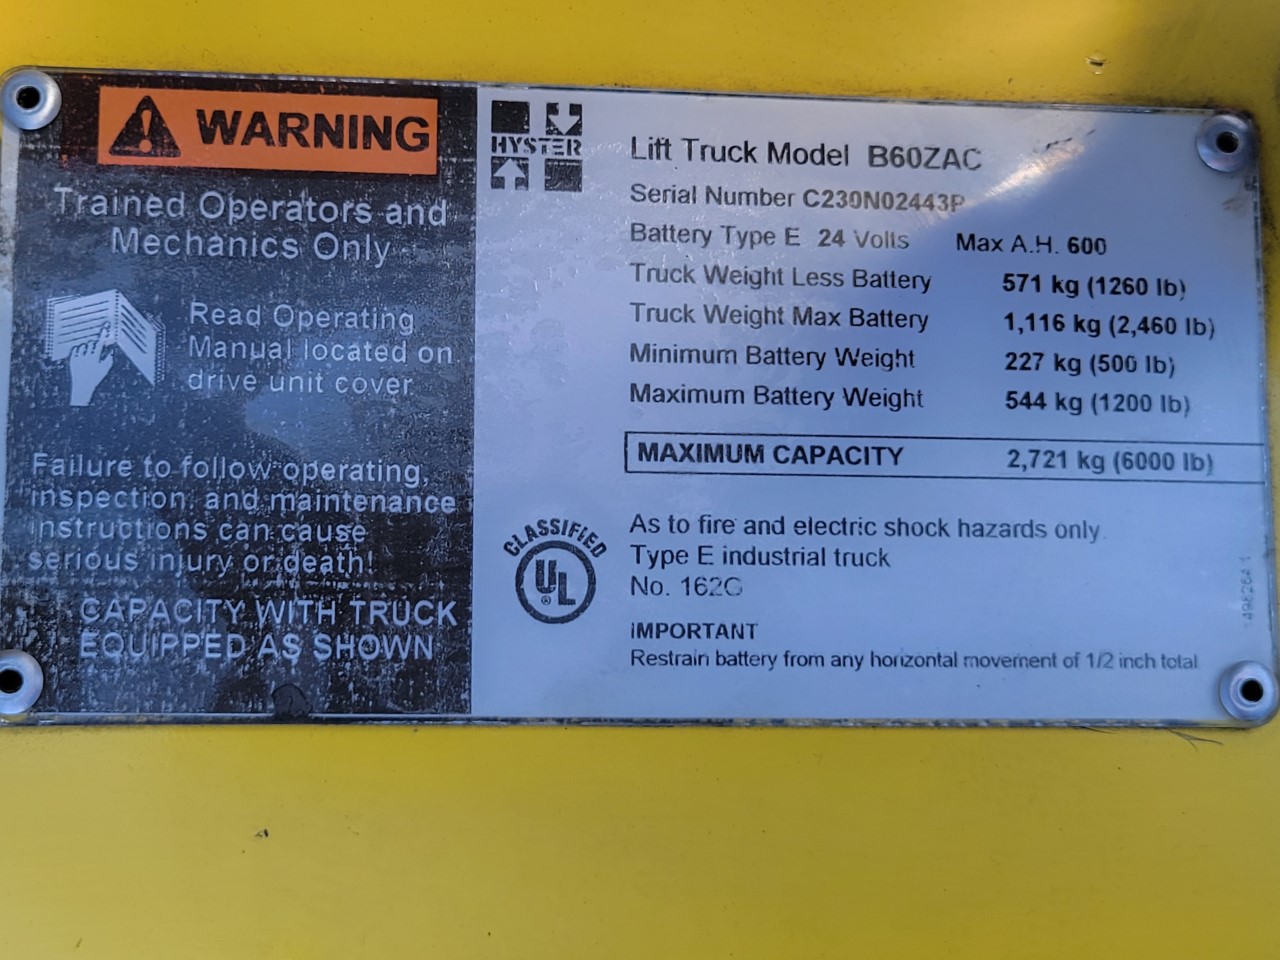 WARNING
Trained Operators and
Mechanics Only
Read Operating
Manual located on
drive unit cover
Failure to follow operating,
inspection and maintenance
instructions can cause
serious injury or death!
CAPACITY WITH TRUCK
EQUIPPED AS SHOWN
HYSTER
Lift Truck Model B60ZAC
Serial Number C230N02443P
Battery Type E 24 Volts Max A.H. 600
Truck Weight Less Battery 571 kg (1260 lb)
Truck Weight Max Battery 1,116 kg (2,460 lb)
Minimum Battery Weight 227 kg (500 lb)
Maximum Battery Weight 544 kg (1200 lb)
MAXIMUM CAPACITY 2,721 kg (6000 lb)
CLASSIFIED
UL
®
As to fire and electric shock hazards only.
Type E industrial truck
No. 162G
IMPORTANT
Restrain battery from any horizontal movement of 1/2 inch total